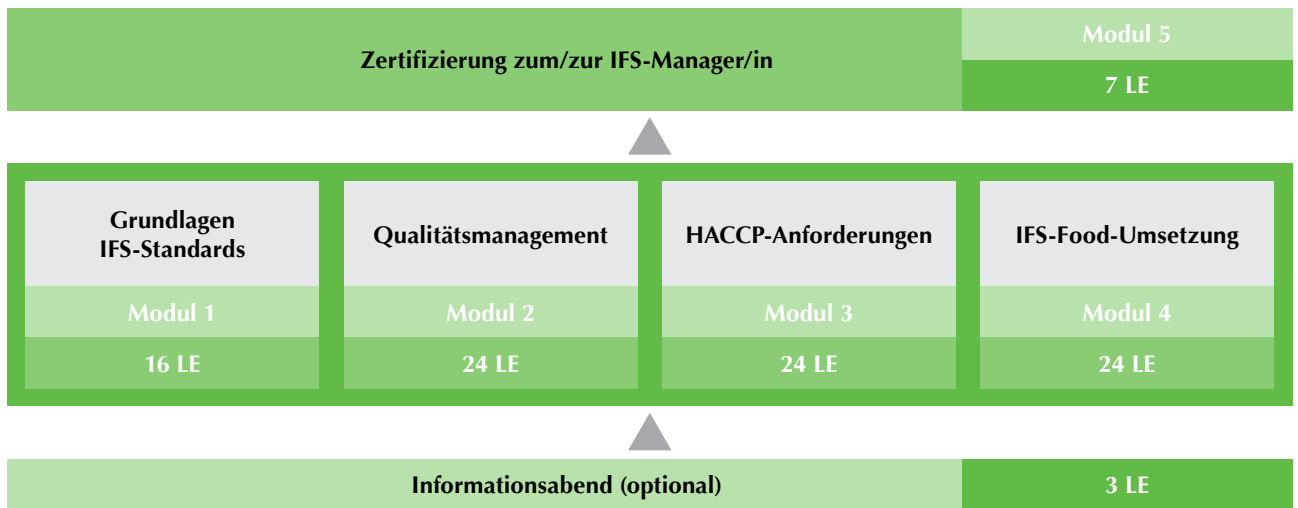 Zertifizierung zum/zur IFS-Manager/in
Modul 5
7 LE
Grundlagen
IFS-Standards
Modul 1
16 LE
Qualitätsmanagement
Modul 2
24 LE
HACCP-Anforderungen
Modul 3
24 LE
IFS-Food-Umsetzung
Modul 4
24 LE
Informationsabend (optional)
3 LE